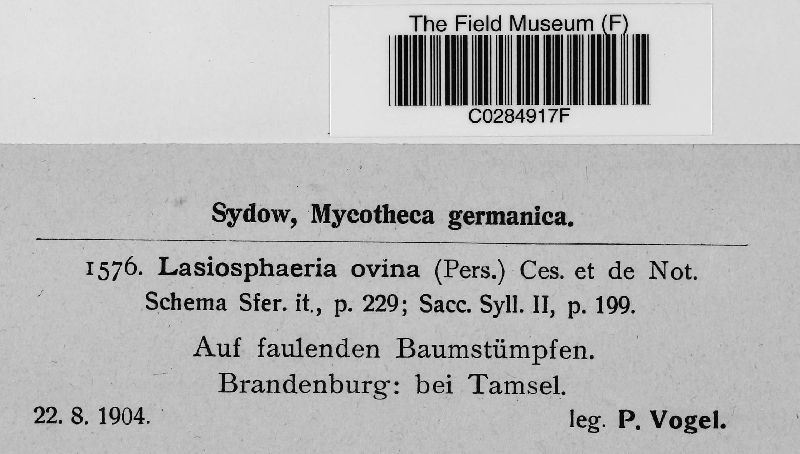 The Field Museum (F)
C0284917F
Sydow, Mycotheca germanica.
1576. Lasiosphaeria ovina (Pers.) Ces. et de Not.
Schema Sfer. it., p. 229; Sacc. Syll. II, p. 199.
Auf faulenden Baumstümpfen.
Brandenburg: bei Tamsel.
22. 8. 1904. leg. P. Vogel.